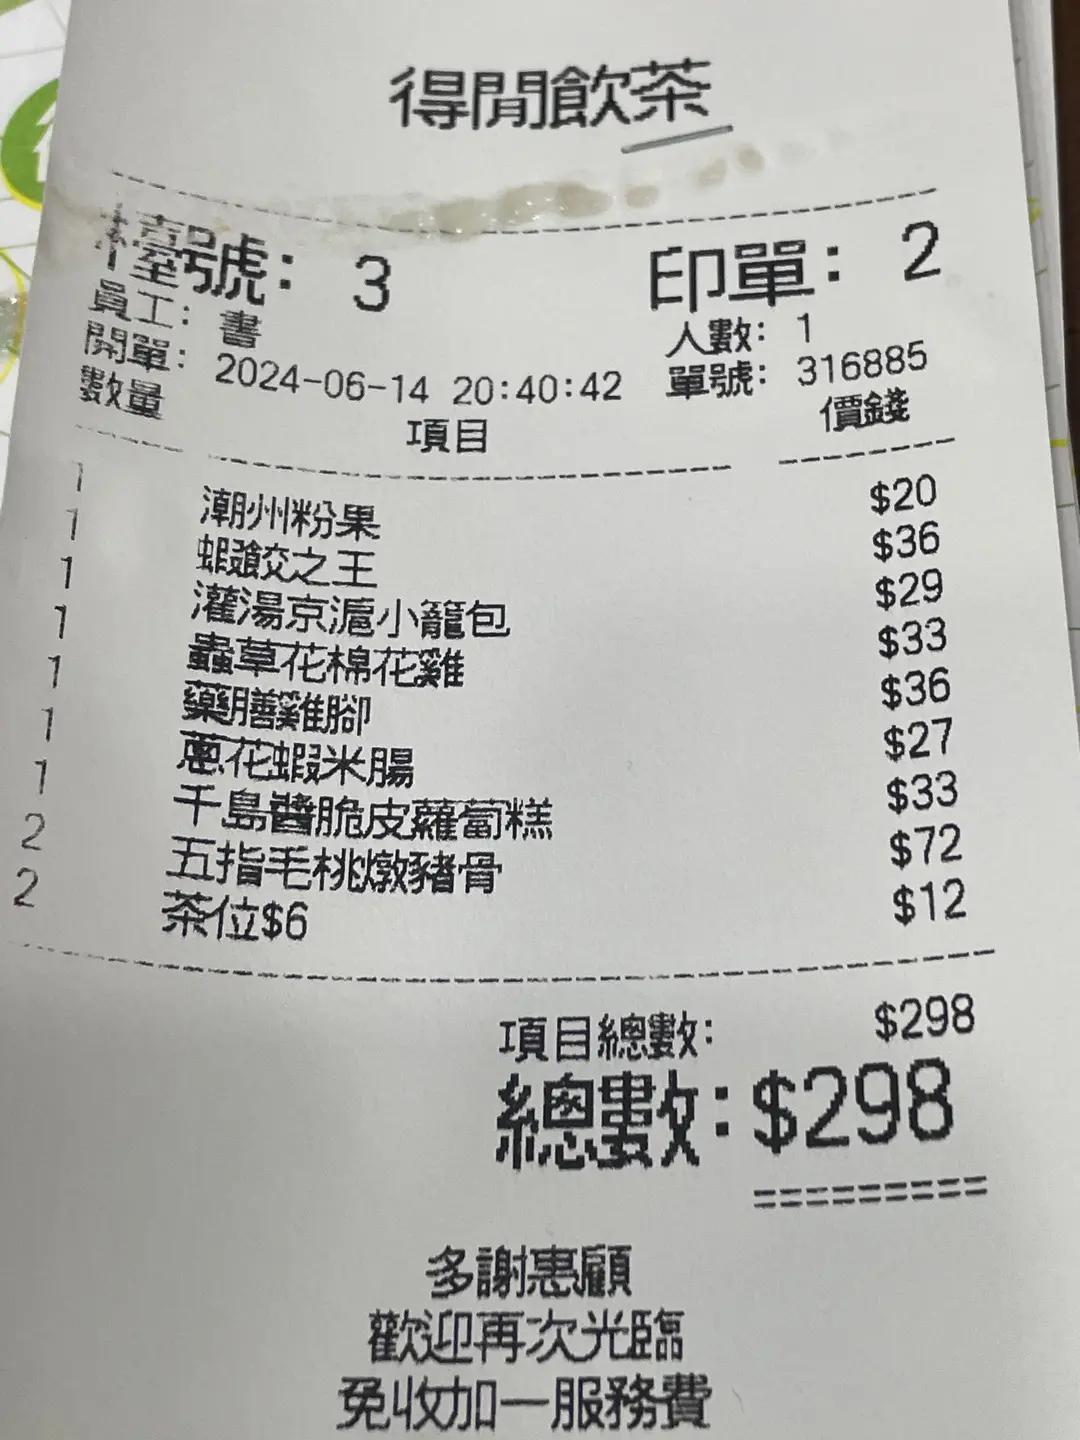 得閒飲茶
檯號: 3 印單: 2
員工: 書 人數: 1
開單: 2024-06-14 20:40:42 單號: 316885
數量 項目 價錢
1 潮州粉果 $20
1 蝦餃之王 $36
1 灌湯京滬小籠包 $29
1 蟲草花棉花雞 $33
1 藥膳雞腳 $36
1 蔥花蝦米腸 $27
1 千島醬脆皮蘿蔔糕 $33
2 五指毛桃燉豬骨 $72
2 茶位$6 $12
項目總數: $298
總數: $298
=========
多謝惠顧
歡迎再次光臨
免收加一服務費